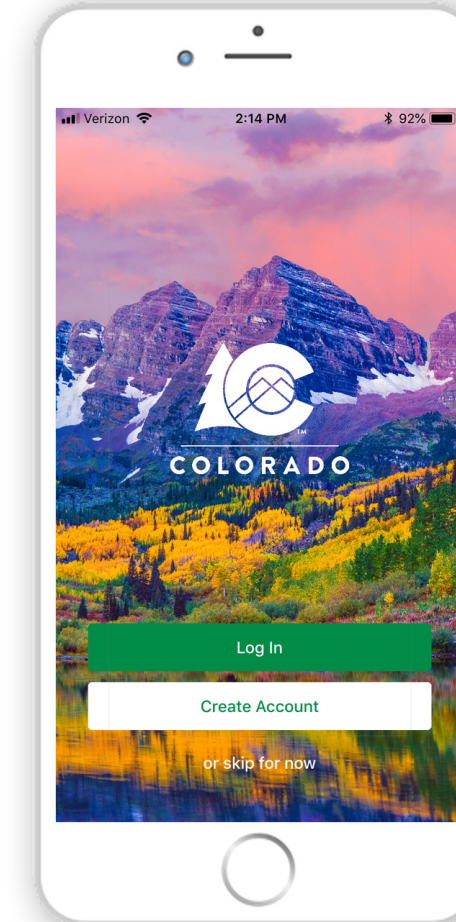 Verizon 2:14 PM 92%
TM
COLORADO
Log In
Create Account
or skip for now